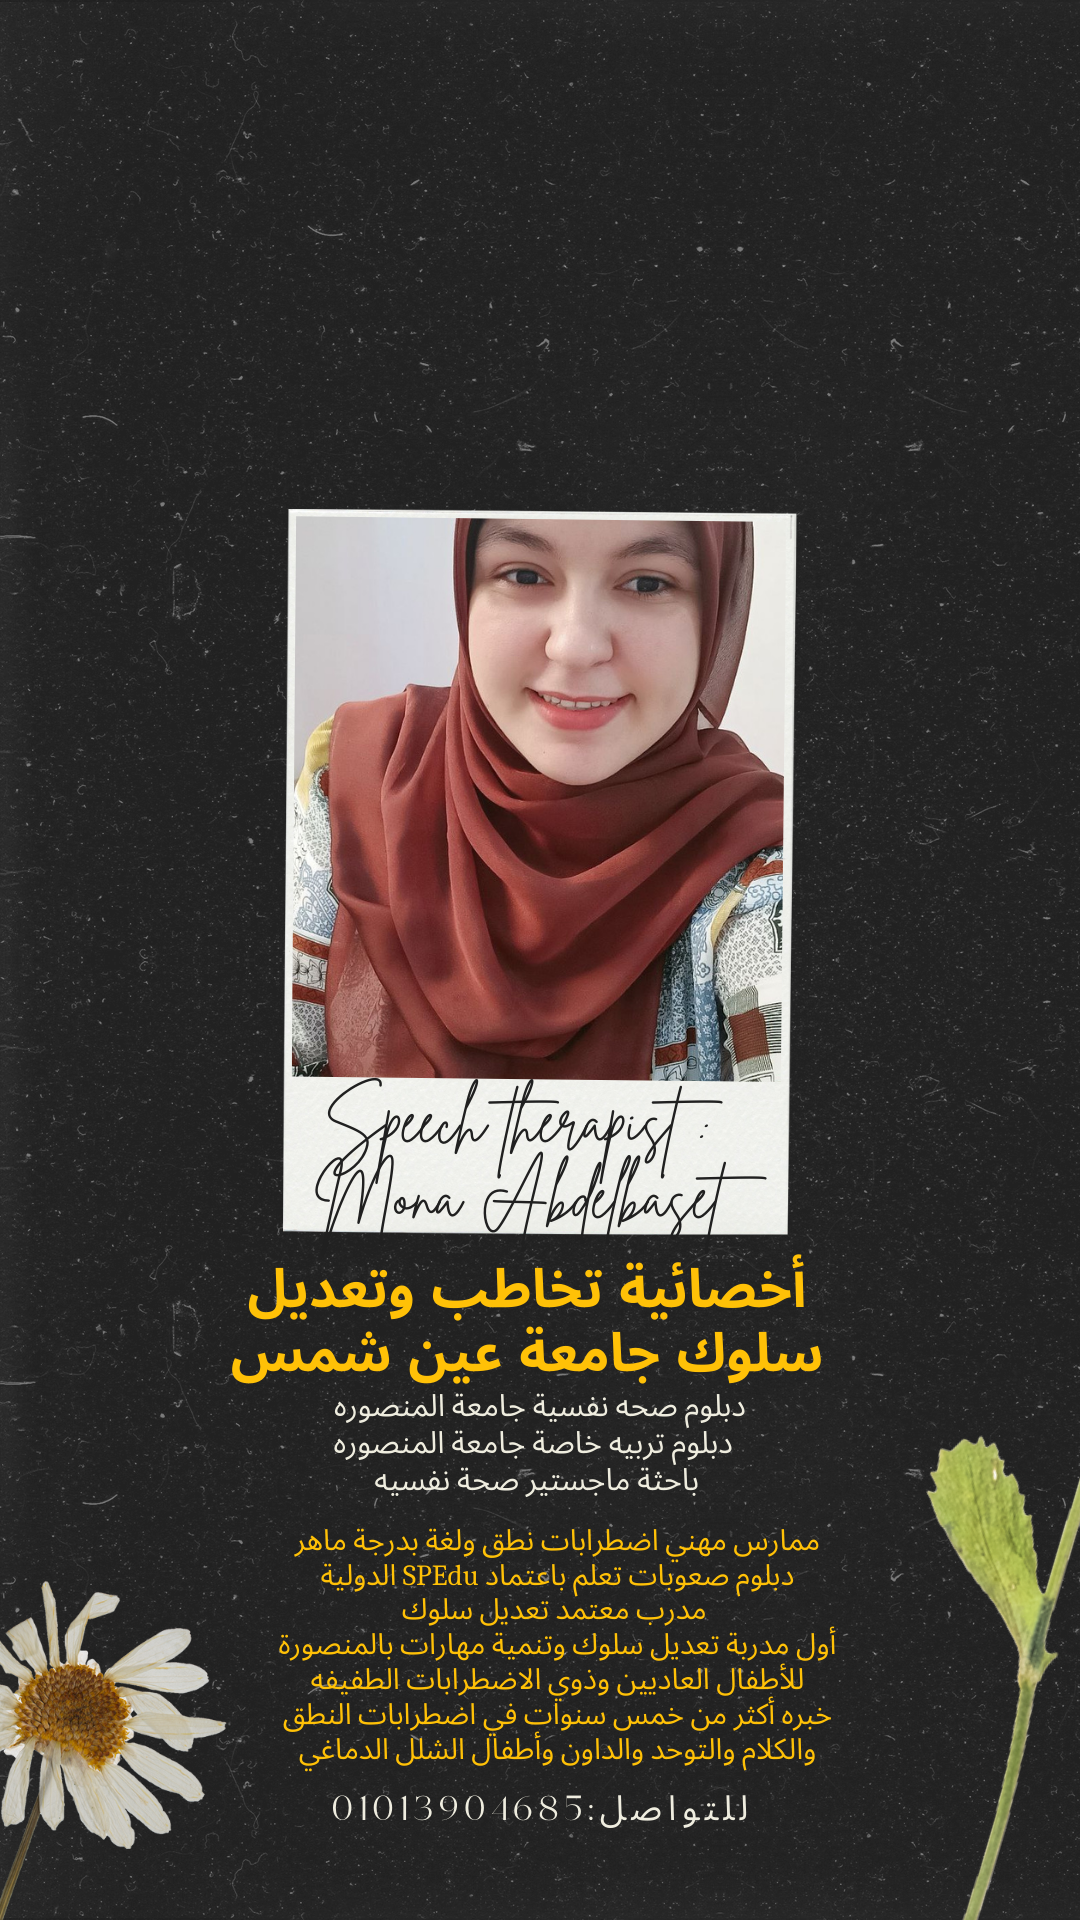 Speech therapist :
Mona Abdelbaset
أخصائية تخاطب وتعديل
سلوك جامعة عين شمس
دبلوم صحه نفسية جامعة المنصوره
دبلوم تربيه خاصة جامعة المنصوره
باحثة ماجستير صحة نفسيه
ممارس مهني اضطرابات نطق ولغة بدرجة ماهر
دبلوم صعوبات تعلم باعتماد SPEdu الدولية
مدرب معتمد تعديل سلوك
أول مدربة تعديل سلوك وتنمية مهارات بالمنصورة
للأطفال العاديين وذوي الاضطرابات الطفيفه
خبره أكثر من خمس سنوات في اضطرابات النطق
والكلام والتوحد والداون وأطفال الشلل الدماغي
للتواصل:01013904685